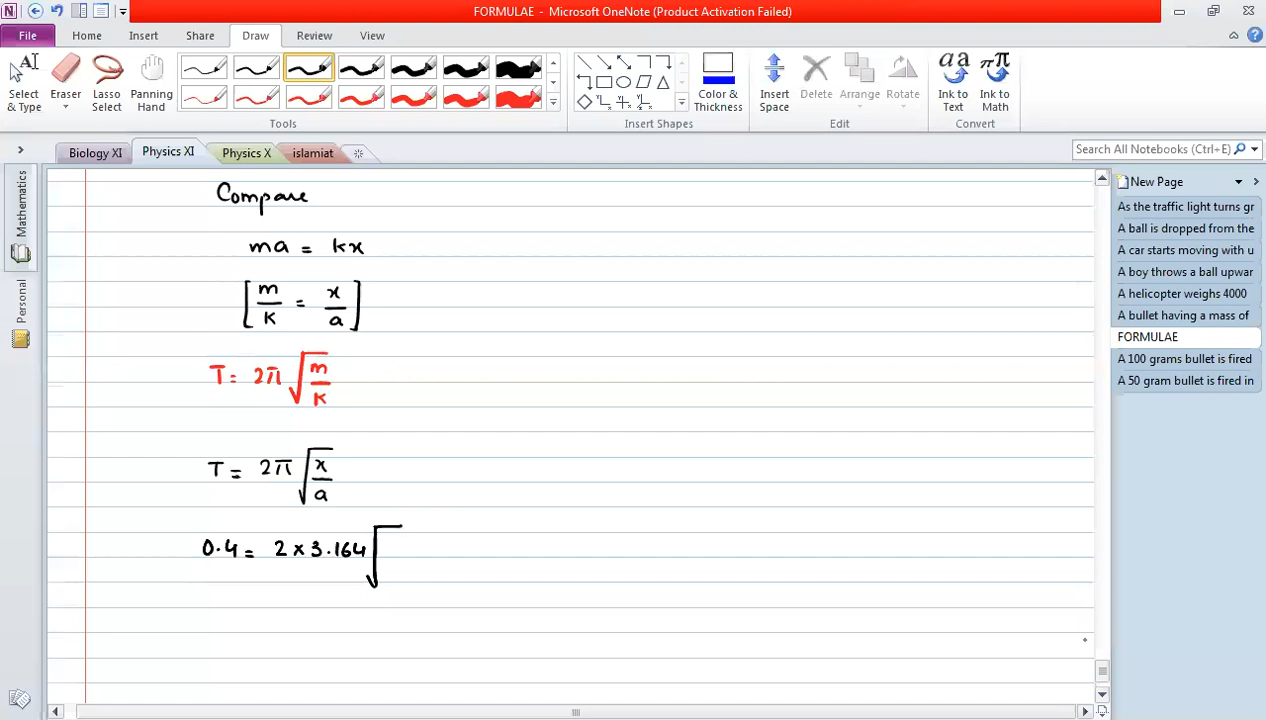 FORMULAE - Microsoft OneNote (Product Activation Failed)
File Home Insert Share Draw Review View
Select & Type Eraser Lasso Select Panning Hand Color & Thickness Insert Space Delete Arrange Rotate Ink to Text Ink to Math
Tools Insert Shapes Edit Convert
Biology XI Physics XI Physics X islamiat
Search All Notebooks (Ctrl+E)
Mathematics
Personal
New Page
As the traffic light turns gr
A ball is dropped from the
A car starts moving with u
A boy throws a ball upwar
A helicopter weighs 4000
A bullet having a mass of
FORMULAE
A 100 grams bullet is fired
A 50 gram bullet is fired in
Compare
ma = kx
[m/k = x/a]
T = 2π√m/k
T = 2π√x/a
0.4 = 2 × 3.164√